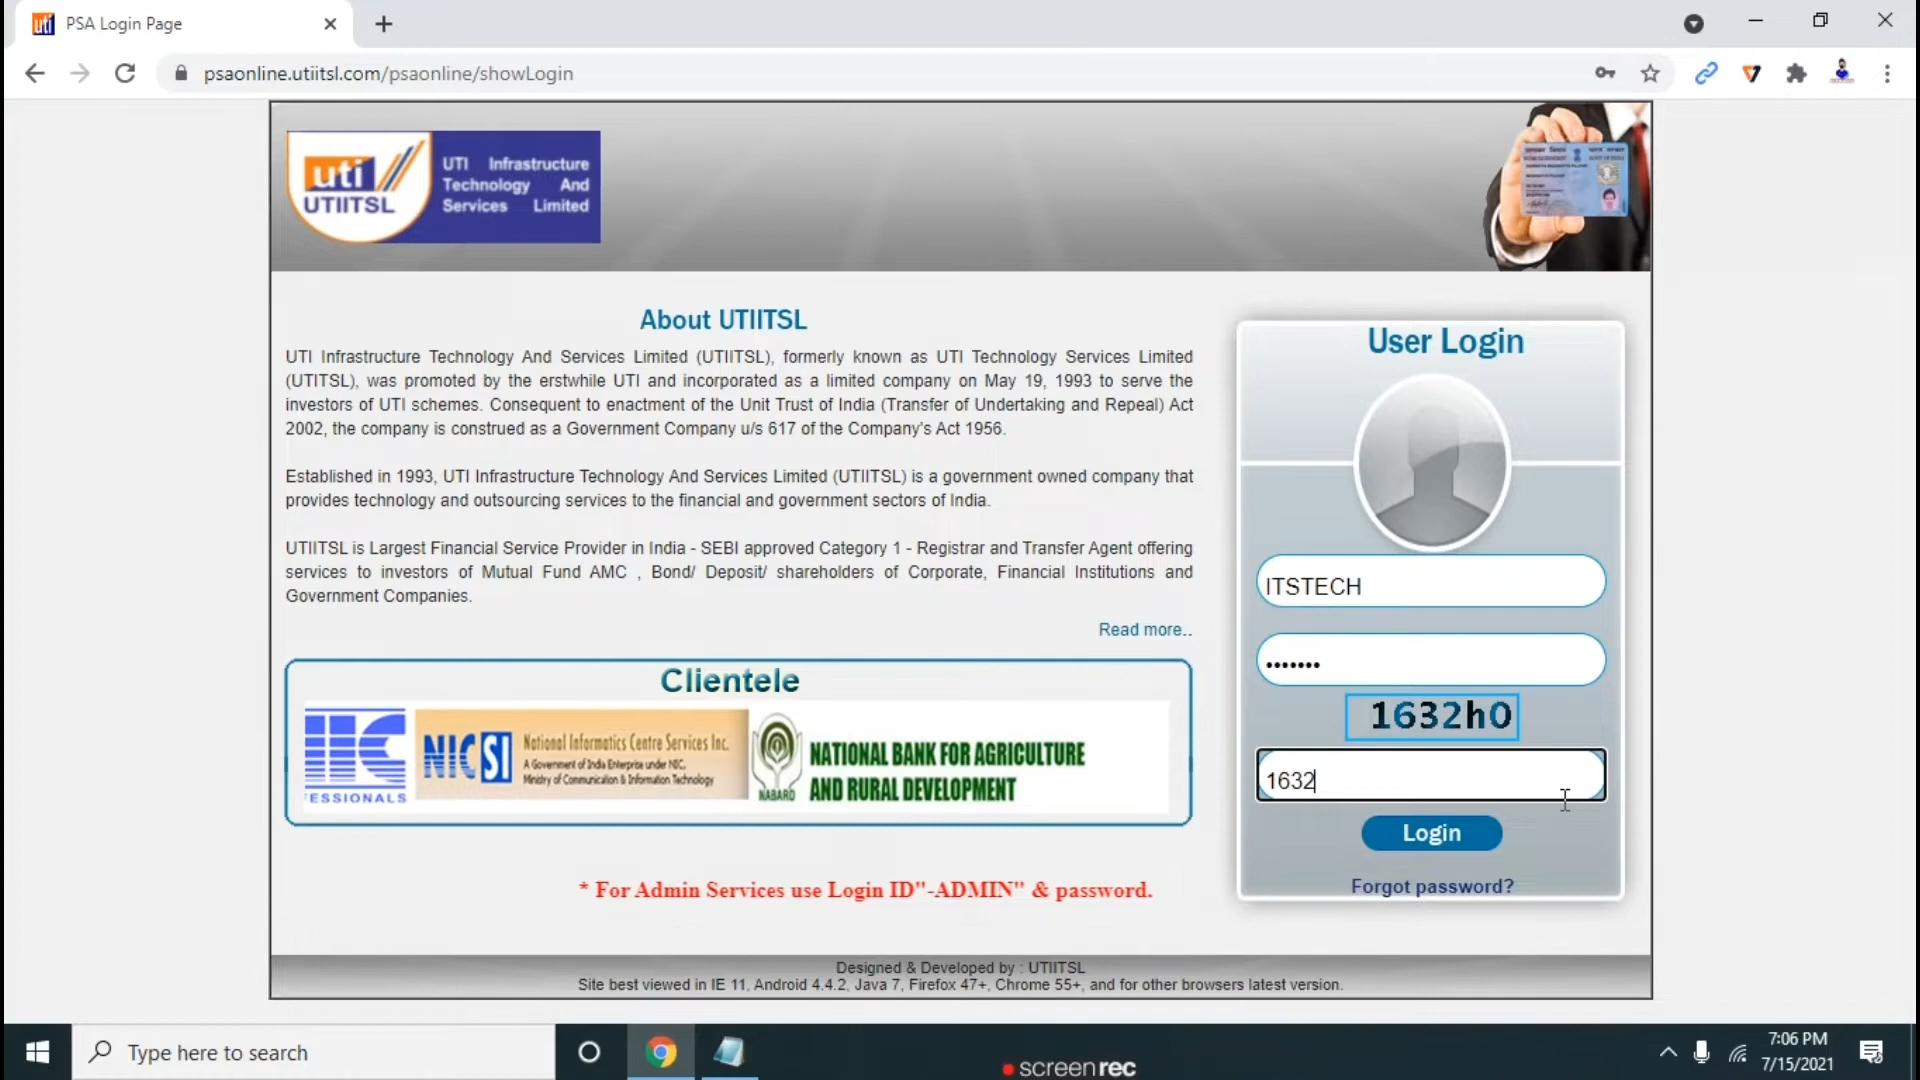 PSA Login Page
psaonline.utiitsl.com/psaonline/showLogin
uti
UTIITSL
UTI Infrastructure
Technology And
Services Limited
About UTIITSL
UTI Infrastructure Technology And Services Limited (UTIITSL), formerly known as UTI Technology Services Limited
(UTITSL), was promoted by the erstwhile UTI and incorporated as a limited company on May 19, 1993 to serve the
investors of UTI schemes. Consequent to enactment of the Unit Trust of India (Transfer of Undertaking and Repeal) Act
2002, the company is construed as a Government Company u/s 617 of the Company's Act 1956.
Established in 1993, UTI Infrastructure Technology And Services Limited (UTIITSL) is a government owned company that
provides technology and outsourcing services to the financial and government sectors of India.
UTIITSL is Largest Financial Service Provider in India - SEBI approved Category 1 - Registrar and Transfer Agent offering
services to investors of Mutual Fund AMC , Bond/ Deposit/ shareholders of Corporate, Financial Institutions and
Government Companies.
Read more..
Clientele
ESSIONALS
NICSI
National Informatics Centre Services Inc.
A Government of India Enterprise under NIC.
Ministry of Communication & Information Technology
NABARD
NATIONAL BANK FOR AGRICULTURE
AND RURAL DEVELOPMENT
* For Admin Services use Login ID"-ADMIN" & password.
User Login
ITSTECH
•••••••
1632h0
1632
Login
Forgot password?
Designed & Developed by : UTIITSL
Site best viewed in IE 11, Android 4.4.2, Java 7, Firefox 47+, Chrome 55+, and for other browsers latest version.
Type here to search
screenrec
7:06 PM
7/15/2021